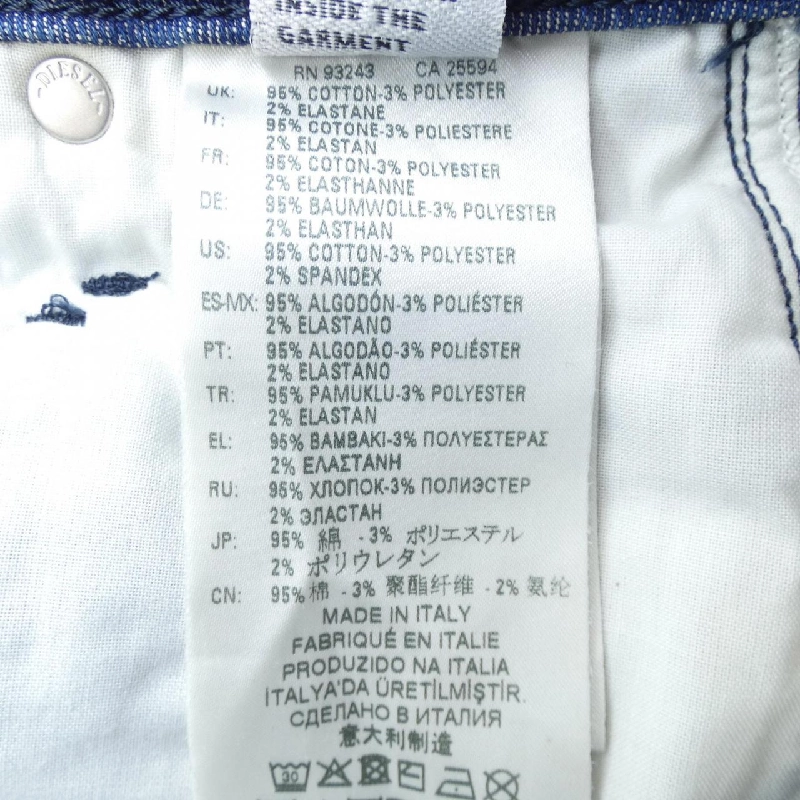 INSIDE THE
GARMENT
DIESEL
RN 93243 CA 25594
UK: 95% COTTON-3% POLYESTER
2% ELASTANE
IT: 95% COTONE-3% POLIESTERE
2% ELASTAN
FR: 95% COTON-3% POLYESTER
2% ELASTHANNE
DE: 95% BAUMWOLLE-3% POLYESTER
2% ELASTHAN
US: 95% COTTON-3% POLYESTER
2% SPANDEX
ES-MX: 95% ALGODÓN-3% POLIÉSTER
2% ELASTANO
PT: 95% ALGODÃO-3% POLIÉSTER
2% ELASTANO
TR: 95% PAMUKLU-3% POLYESTER
2% ELASTAN
EL: 95% ΒΑΜΒΑΚΙ-3% ΠΟΛΥΕΣΤΕΡΑΣ
2% ΕΛΑΣΤΑΝΗ
RU: 95% ХЛОПОК-3% ПОЛИЭСТЕР
2% ЭЛАСТАН
JP: 95% 綿 -3% ポリエステル
2% ポリウレタン
CN: 95% 棉 -3% 聚酯纤维 -2% 氨纶
MADE IN ITALY
FABRIQUÉ EN ITALIE
PRODUZIDO NA ITALIA
İTALYA'DA ÜRETİLMİŞTİR.
СДЕЛАНО В ИТАЛИЯ
意大利制造
30